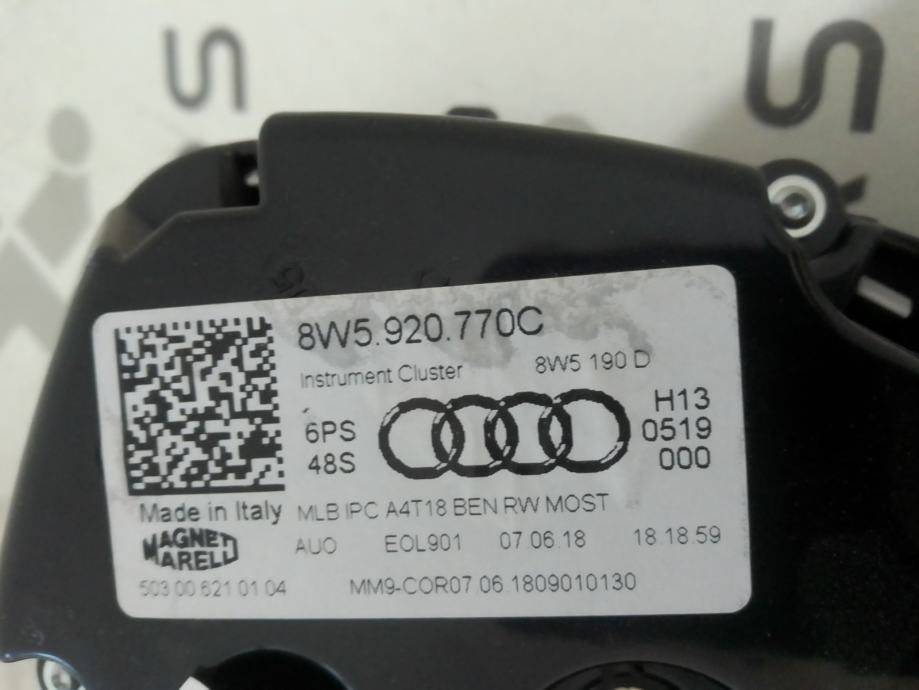 8W5.920.770C
Instrument Cluster 8W5 190 D
6PS H13
48S 0519
000
Made in Italy MLB IPC A4T18 BEN RW MOST
MAGNETI MARELLI AUO EOL901 07.06.18 18.18.59
503.00.621.01.04 MM9-COR07.06.1809010130